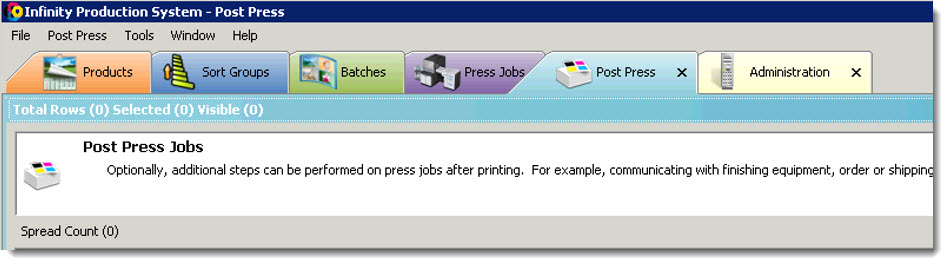 Infinity Production System - Post Press
File Post Press Tools Window Help
Products Sort Groups Batches Press Jobs Post Press Administration
Total Rows (0) Selected (0) Visible (0)
Post Press Jobs
Optionally, additional steps can be performed on press jobs after printing. For example, communicating with finishing equipment, order or shipping
Spread Count (0)